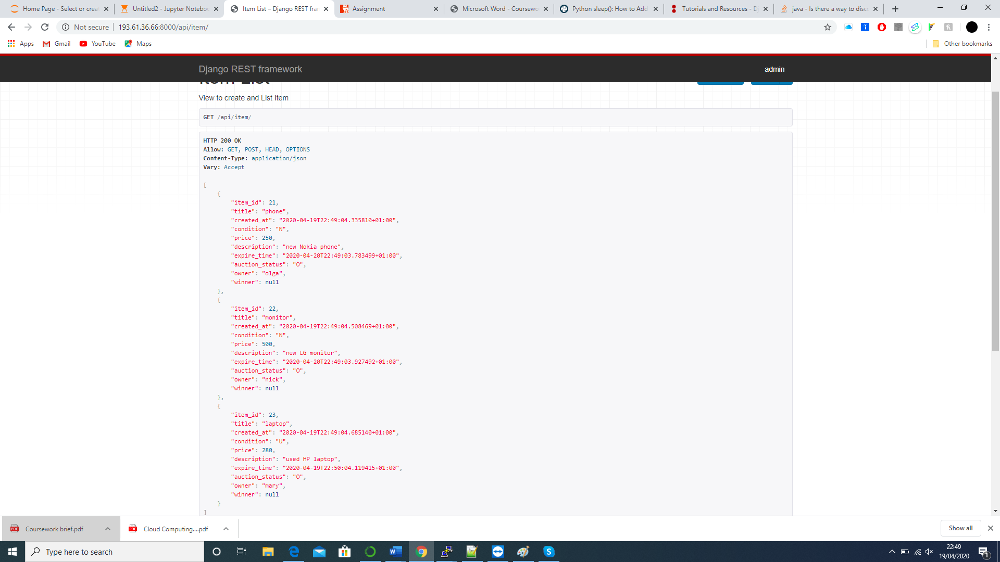 Home Page - Select or creat
Untitled2 - Jupyter Noteboo
Item List – Django REST fra
Assignment
Microsoft Word - Coursewo
Python sleep(): How to Add
Tutorials and Resources - D
java - Is there a way to disc
Not secure
193.61.36.66:8000/api/item/
Apps
Gmail
YouTube
Maps
Other bookmarks
Django REST framework
admin
Item List
View to create and List Item
GET /api/item/
HTTP 200 OK
Allow: GET, POST, HEAD, OPTIONS
Content-Type: application/json
Vary: Accept
[
{
"item_id": 21,
"title": "phone",
"created_at": "2020-04-19T22:49:04.335810+01:00",
"condition": "N",
"price": 250,
"description": "new Nokia phone",
"expire_time": "2020-04-20T22:49:03.783499+01:00",
"auction_status": "O",
"owner": "olga",
"winner": null
},
{
"item_id": 22,
"title": "monitor",
"created_at": "2020-04-19T22:49:04.508469+01:00",
"condition": "N",
"price": 500,
"description": "new LG monitor",
"expire_time": "2020-04-20T22:49:03.927492+01:00",
"auction_status": "O",
"owner": "nick",
"winner": null
},
{
"item_id": 23,
"title": "laptop",
"created_at": "2020-04-19T22:49:04.685140+01:00",
"condition": "U",
"price": 280,
"description": "used HP laptop",
"expire_time": "2020-04-19T22:50:04.119415+01:00",
"auction_status": "O",
"owner": "mary",
"winner": null
}
]
Coursework brief.pdf
Cloud Computing....pdf
Show all
Type here to search
22:49
19/04/2020
1